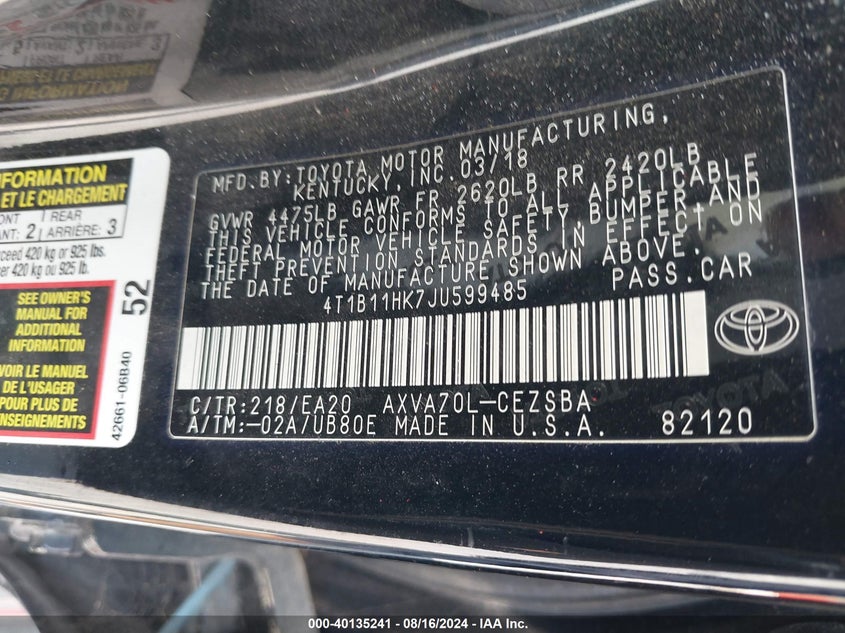 MFD. BY: TOYOTA MOTOR MANUFACTURING,
KENTUCKY, INC. 03/18
GVWR 4475LB GAWR FR 2620LB RR 2420LB
THIS VEHICLE CONFORMS TO ALL APPLICABLE
FEDERAL MOTOR VEHICLE SAFETY, BUMPER, AND
THEFT PREVENTION STANDARDS IN EFFECT ON
THE DATE OF MANUFACTURE SHOWN ABOVE.
4T1B11HK7JU599485 PASS.CAR
C/TR:218/EA20 AXVA70L-CEZSBA
A/TM:-02A/UB80E MADE IN U.S.A. 82120
INFORMATION
ET LE CHARGEMENT
REAR
2 ARRIÈRE: 3
420 kg or 925 lbs.
420 kg ou 925 lb.
SEE OWNER'S
MANUAL FOR
ADDITIONAL
INFORMATION
VOIR LE MANUEL
DE L'USAGER
POUR PLUS DE
RENSEIGNEMENTS
52
42661-06B40
000-40135241 - 08/16/2024 - IAA Inc.